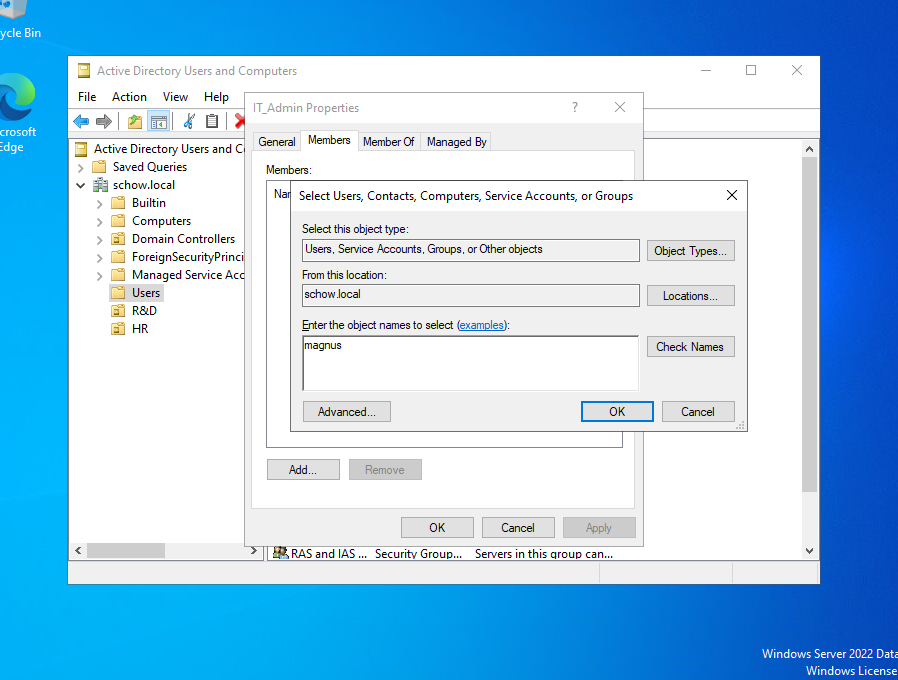 ycle Bin
crosoft
Edge
Active Directory Users and Computers
File Action View Help
Active Directory Users and C
Saved Queries
schow.local
Builtin
Computers
Domain Controllers
ForeignSecurityPrinci
Managed Service Acc
Users
R&D
HR
IT_Admin Properties
?
General Members Member Of Managed By
Members:
Nar
Select Users, Contacts, Computers, Service Accounts, or Groups
Select this object type:
Users, Service Accounts, Groups, or Other objects
Object Types...
From this location:
schow.local
Locations...
Enter the object names to select (examples):
magnus
Check Names
Advanced...
OK Cancel
Add... Remove
OK Cancel Apply
RAS and IAS ... Security Group... Servers in this group can...
Windows Server 2022 Data
Windows License